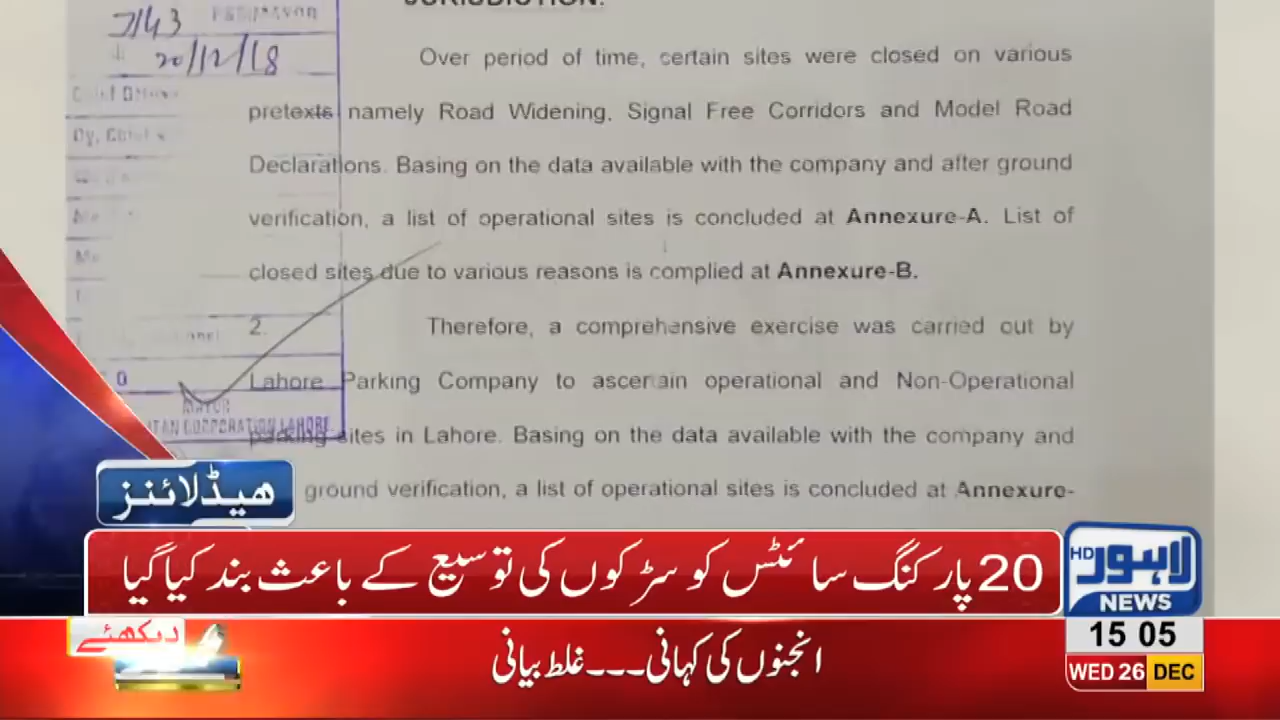 JURISDICTION.
7143
20/12/18
Over period of time, certain sites were closed on various
pretexts namely Road Widening, Signal Free Corridors and Model Road
Declarations. Basing on the data available with the company and after ground
verification, a list of operational sites is concluded at Annexure-A. List of
closed sites due to various reasons is complied at Annexure-B.
2. Therefore, a comprehensive exercise was carried out by
Lahore Parking Company to ascertain operational and Non-Operational
parking sites in Lahore. Basing on the data available with the company and
ground verification, a list of operational sites is concluded at Annexure-
MAYOR
CORPORATION LAHORE
ہیڈلائنز
20 پارکنگ سائٹس کو سڑکوں کی توسیع کے باعث بند کیا گیا
HD لاہور
NEWS
دیکھئے
انجنوں کی کہانی۔۔۔غلط بیانی
15 05
WED 26 DEC